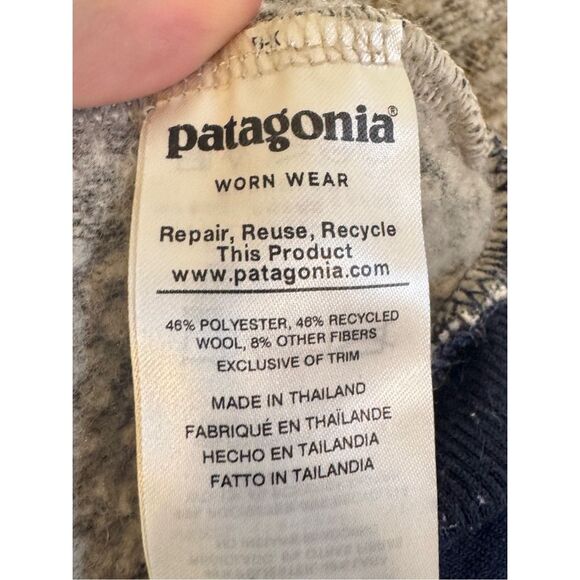 patagonia®
WORN WEAR
Repair, Reuse, Recycle
This Product
www.patagonia.com
46% POLYESTER, 46% RECYCLED
WOOL, 8% OTHER FIBERS
EXCLUSIVE OF TRIM
MADE IN THAILAND
FABRIQUÉ EN THAÏLANDE
HECHO EN TAILANDIA
FATTO IN TAILANDIA